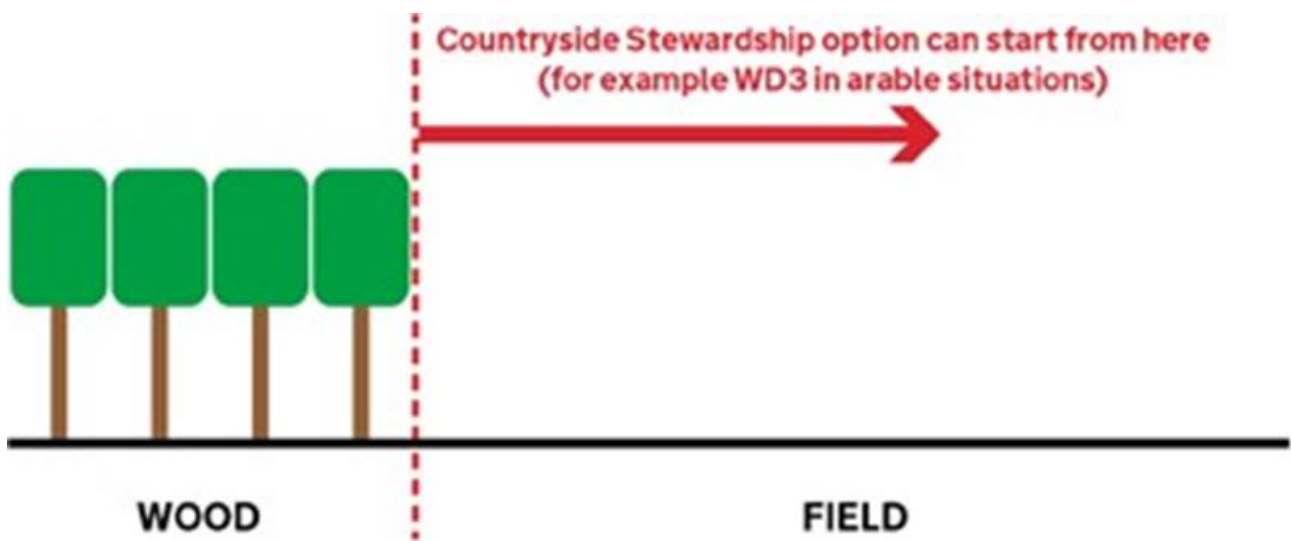 Countryside Stewardship option can start from here
(for example WD3 in arable situations)
WOOD
FIELD